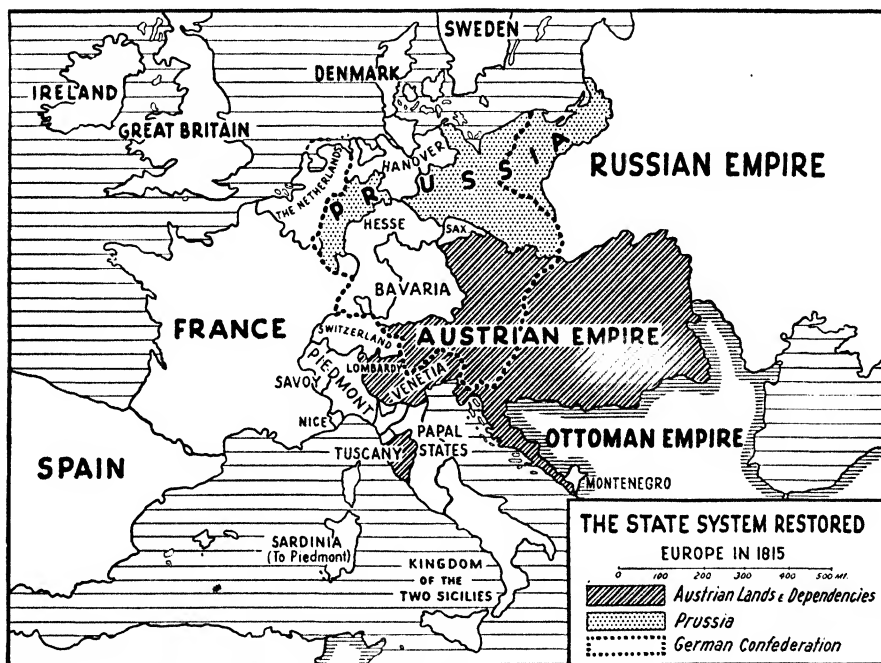 SWEDEN
DENMARK
IRELAND
GREAT BRITAIN
THE NETHERLANDS
HANOVER
PRUSSIA
RUSSIAN EMPIRE
HESSE
SAX.
BAVARIA
FRANCE
SWITZERLAND
AUSTRIAN EMPIRE
LOMBARDY
VENETIA
PIEDMONT
SAVOY
NICE
TUSCANY
PAPAL
STATES
OTTOMAN EMPIRE
MONTENEGRO
SPAIN
SARDINIA
(To Piedmont)
KINGDOM
OF THE
TWO SICILIES
THE STATE SYSTEM RESTORED
EUROPE IN 1815
0 100 200 300 400 500 MI.
Austrian Lands & Dependencies
Prussia
German Confederation